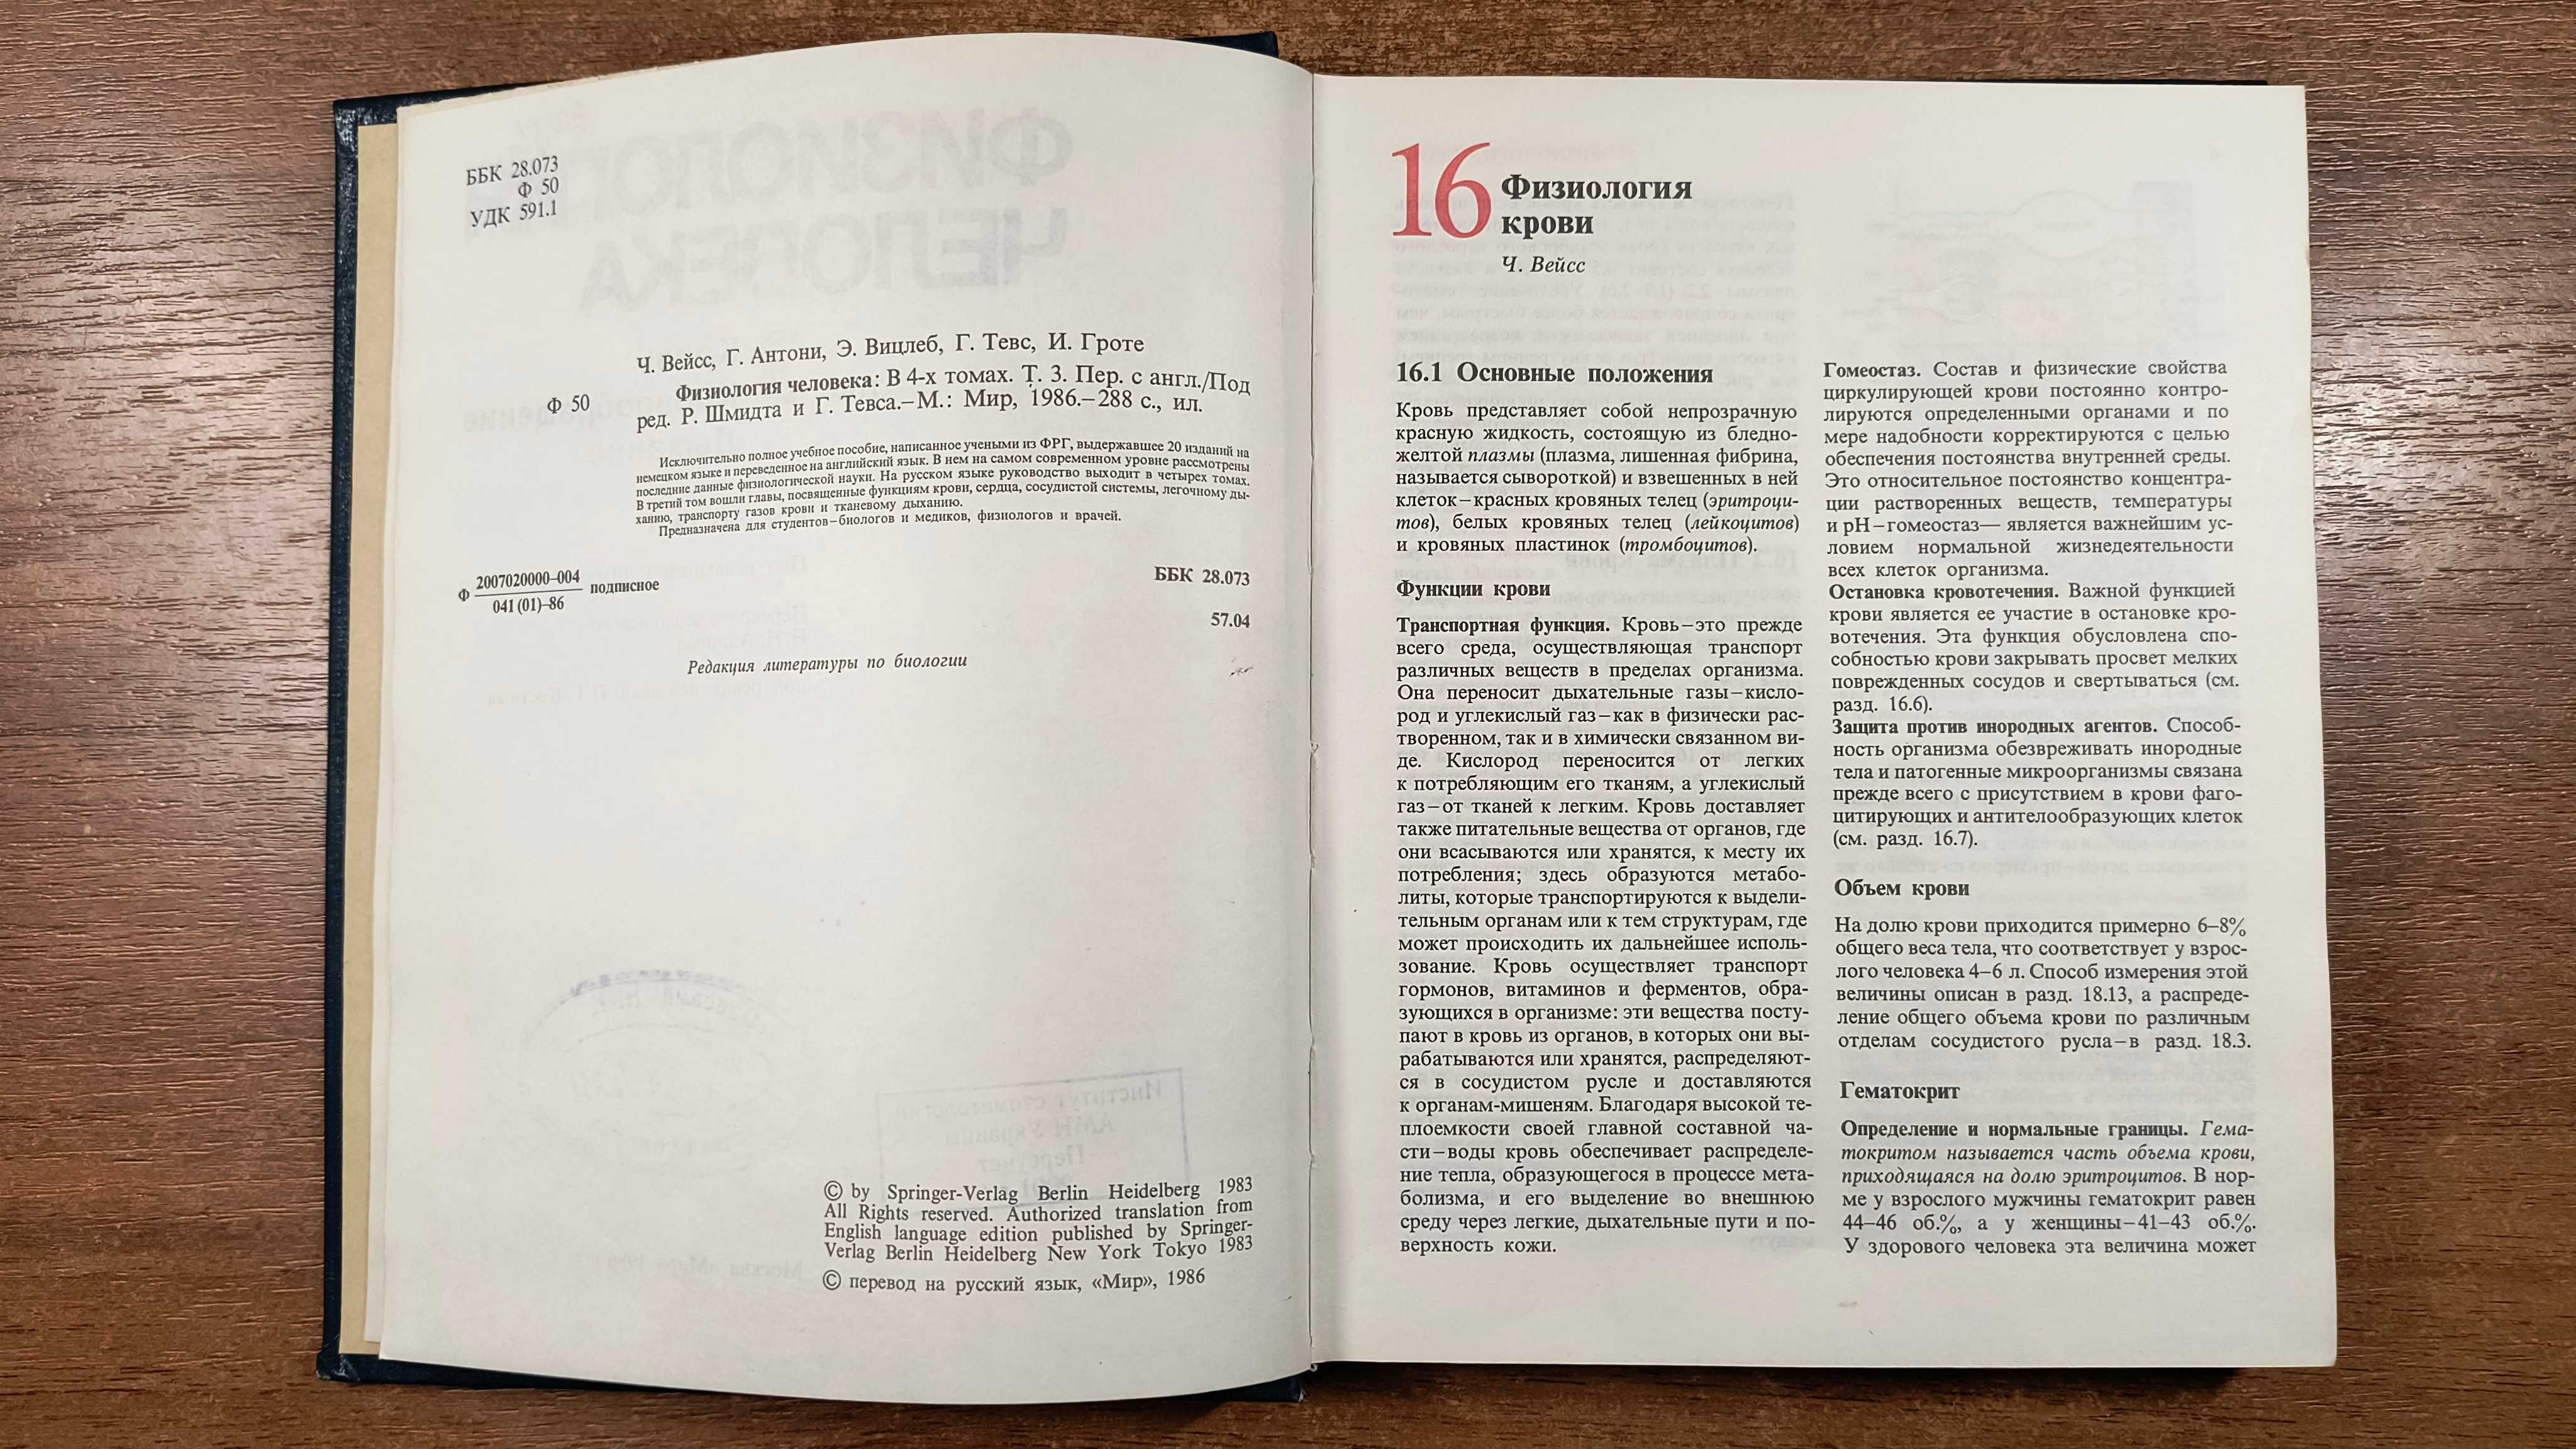 ББК 28.073
Ф 50
УДК 591.1
Ч. Вейсс, Г. Антони, Э. Вицлеб, Г. Тевс, И. Гроте
Ф 50
Физиология человека: В 4-х томах. Т. 3. Пер. с англ./Под
ред. Р. Шмидта и Г. Тевса.–М.: Мир, 1986.–288 с., ил.
Исключительно полное учебное пособие, написанное учеными из ФРГ, выдержавшее 20 изданий на
немецком языке и переведенное на английский язык. В нем на самом современном уровне рассмотрены
последние данные физиологической науки. На русском языке руководство выходит в четырех томах.
В третий том вошли главы, посвященные функциям крови, сердца, сосудистой системы, легочному ды-
ханию, транспорту газов крови и тканевому дыханию.
Предназначена для студентов–биологов и медиков, физиологов и врачей.
Ф 2007020000–004 подписное
041 (01)–86
ББК 28.073
57.04
Редакция литературы по биологии
© by Springer-Verlag Berlin Heidelberg 1983
All Rights reserved. Authorized translation from
English language edition published by Springer-
Verlag Berlin Heidelberg New York Tokyo 1983
© перевод на русский язык, «Мир», 1986
16 Физиология
крови
Ч. Вейсс
16.1 Основные положения
Кровь представляет собой непрозрачную
красную жидкость, состоящую из бледно-
желтой плазмы (плазма, лишенная фибрина,
называется сывороткой) и взвешенных в ней
клеток–красных кровяных телец (эритроци-
тов), белых кровяных телец (лейкоцитов)
и кровяных пластинок (тромбоцитов).
Функции крови
Транспортная функция. Кровь–это прежде
всего среда, осуществляющая транспорт
различных веществ в пределах организма.
Она переносит дыхательные газы–кисло-
род и углекислый газ–как в физически рас-
творенном, так и в химически связанном ви-
де. Кислород переносится от легких
к потребляющим его тканям, а углекислый
газ–от тканей к легким. Кровь доставляет
также питательные вещества от органов, где
они всасываются или хранятся, к месту их
потребления; здесь образуются метабо-
литы, которые транспортируются к выдели-
тельным органам или к тем структурам, где
может происходить их дальнейшее исполь-
зование. Кровь осуществляет транспорт
гормонов, витаминов и ферментов, обра-
зующихся в организме: эти вещества посту-
пают в кровь из органов, в которых они вы-
рабатываются или хранятся, распределяют-
ся в сосудистом русле и доставляются
к органам-мишеням. Благодаря высокой те-
плоемкости своей главной составной ча-
сти–воды кровь обеспечивает распределе-
ние тепла, образующегося в процессе мета-
болизма, и его выделение во внешнюю
среду через легкие, дыхательные пути и по-
верхность кожи.
Гомеостаз. Состав и физические свойства
циркулирующей крови постоянно контро-
лируются определенными органами и по
мере надобности корректируются с целью
обеспечения постоянства внутренней среды.
Это относительное постоянство концентра-
ции растворенных веществ, температуры
и pH–гомеостаз— является важнейшим ус-
ловием нормальной жизнедеятельности
всех клеток организма.
Остановка кровотечения. Важной функцией
крови является ее участие в остановке кро-
вотечения. Эта функция обусловлена спо-
собностью крови закрывать просвет мелких
поврежденных сосудов и свертываться (см.
разд. 16.6).
Защита против инородных агентов. Способ-
ность организма обезвреживать инородные
тела и патогенные микроорганизмы связана
прежде всего с присутствием в крови фаго-
цитирующих и антителообразующих клеток
(см. разд. 16.7).
Объем крови
На долю крови приходится примерно 6–8%
общего веса тела, что соответствует у взрос-
лого человека 4–6 л. Способ измерения этой
величины описан в разд. 18.13, а распреде-
ление общего объема крови по различным
отделам сосудистого русла–в разд. 18.3.
Гематокрит
Определение и нормальные границы. Гема-
токритом называется часть объема крови,
приходящаяся на долю эритроцитов. В нор-
ме у взрослого мужчины гематокрит равен
44–46 об.%, а у женщины–41–43 об.%.
У здорового человека эта величина может